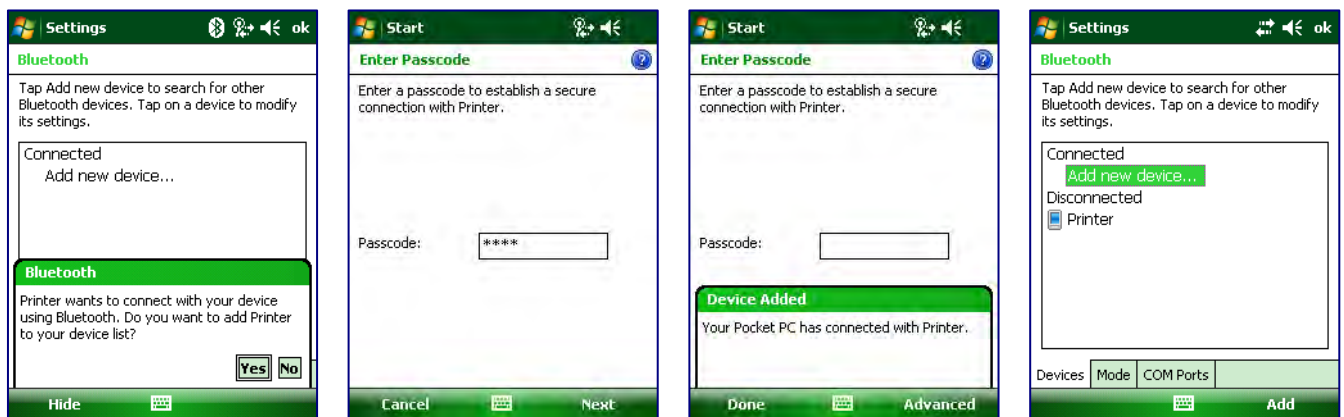 Settings ok
Bluetooth
Tap Add new device to search for other
Bluetooth devices. Tap on a device to modify
its settings.
Connected
Add new device...
Bluetooth
Printer wants to connect with your device
using Bluetooth. Do you want to add Printer
to your device list?
Yes No
Hide
Start
Enter Passcode ?
Enter a passcode to establish a secure
connection with Printer.
Passcode: ****
Cancel Next
Start
Enter Passcode ?
Enter a passcode to establish a secure
connection with Printer.
Passcode:
Device Added
Your Pocket PC has connected with Printer.
Done Advanced
Settings ok
Bluetooth
Tap Add new device to search for other
Bluetooth devices. Tap on a device to modify
its settings.
Connected
Add new device...
Disconnected
Printer
Devices Mode COM Ports
Add